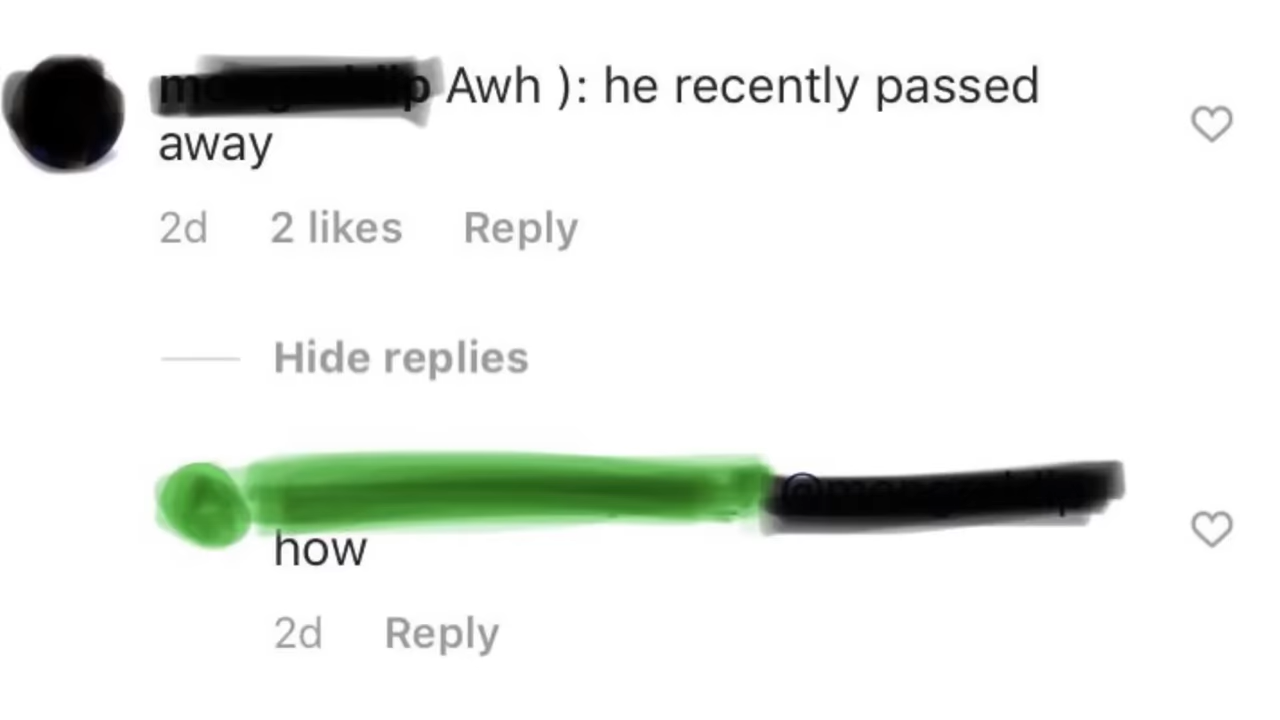 Awh ): he recently passed
away
2d 2 likes Reply
Hide replies
how
2d Reply